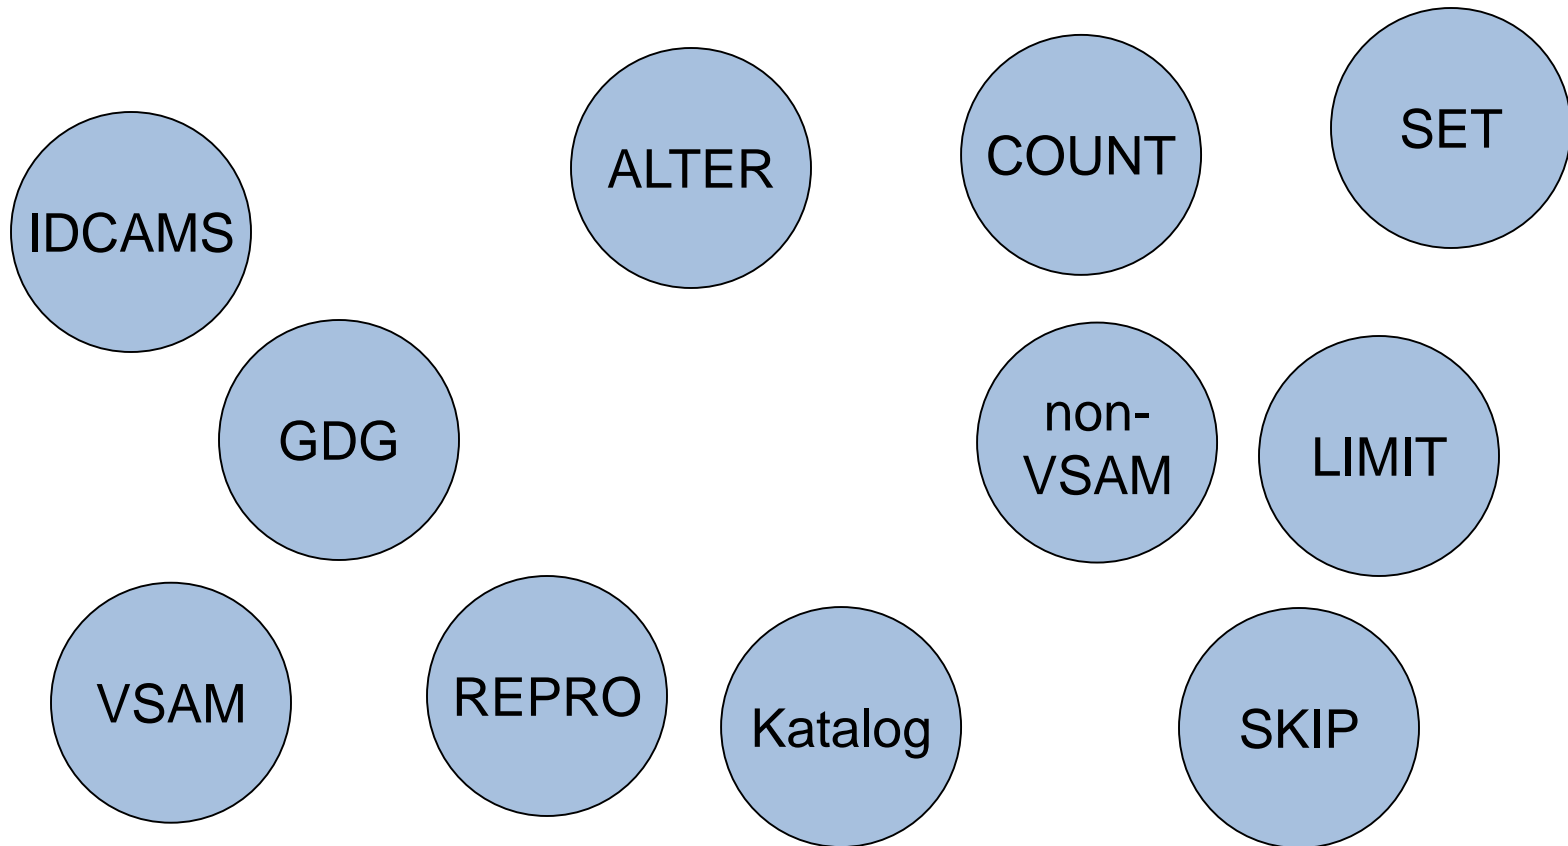 SET
COUNT
ALTER
IDCAMS
non-
VSAM
LIMIT
GDG
REPRO
VSAM
Katalog
SKIP